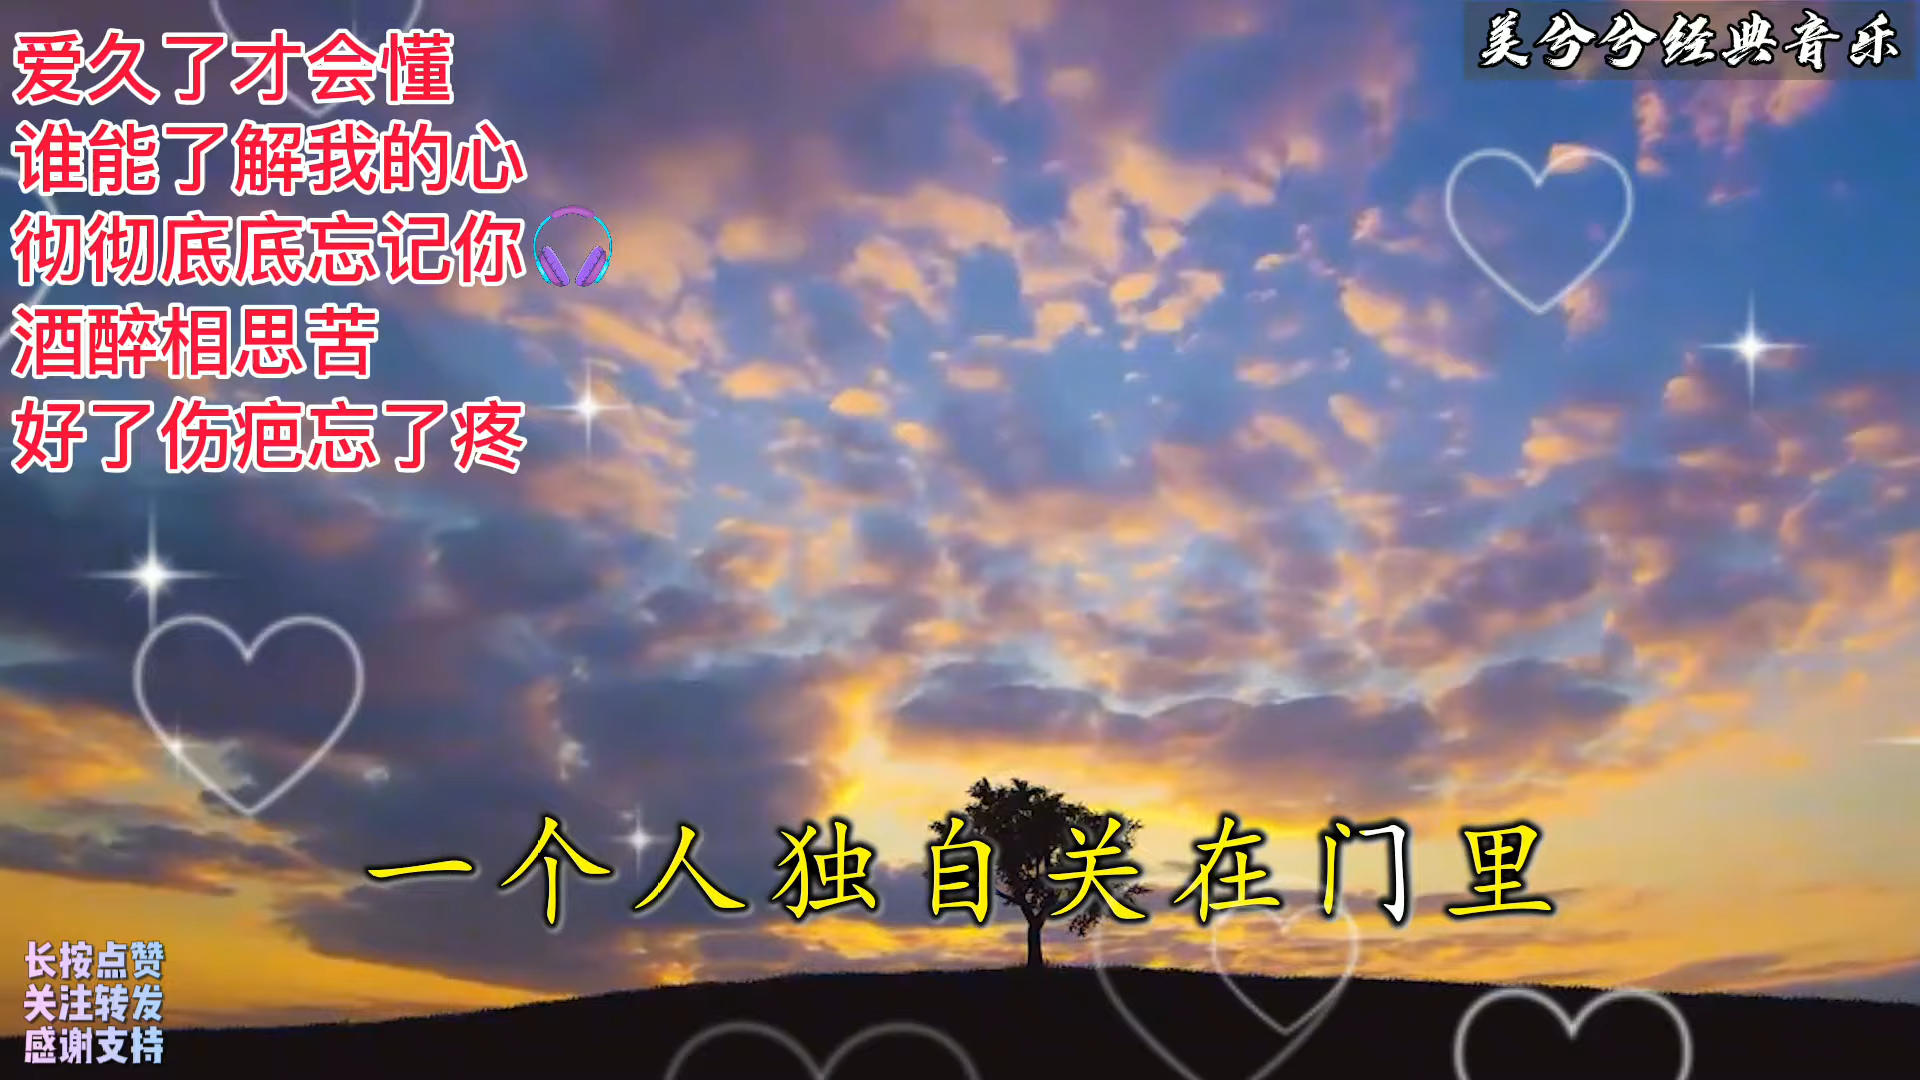 爱久了才会懂
谁能了解我的心
彻彻底底忘记你
酒醉相思苦
好了伤疤忘了疼
美兮兮经典音乐
一个人独自关在门里
长按点赞
关注转发
感谢支持